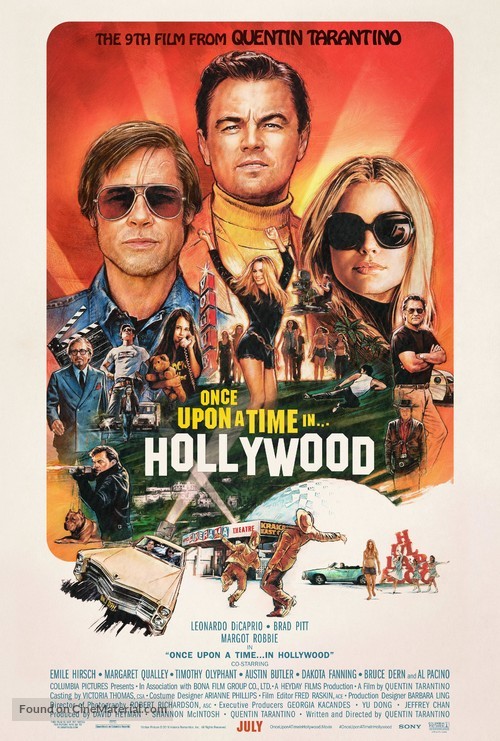 THE 9TH FILM FROM QUENTIN TARANTINO
ONCE
UPON A TIME IN...
HOLLYWOOD
CINERAMA THEATRE
LEONARDO DiCAPRIO • BRAD PITT
MARGOT ROBBIE
IN
"ONCE UPON A TIME...IN HOLLYWOOD"
CO-STARRING
EMILE HIRSCH • MARGARET QUALLEY • TIMOTHY OLYPHANT • AUSTIN BUTLER • DAKOTA FANNING • BRUCE DERN and AL PACINO
COLUMBIA PICTURES Presents • In Association with BONA FILM GROUP CO., LTD. • A HEYDAY FILMS Production • A Film by QUENTIN TARANTINO
Casting by VICTORIA THOMAS, CSA • Costume Designer ARIANNE PHILLIPS • Film Editor FRED RASKIN, ACE • Production Designer BARBARA LING
Director of Photography ROBERT RICHARDSON, ASC • Executive Producers GEORGIA KACANDES • YU DONG • JEFFREY CHAN
Produced by DAVID HEYMAN • SHANNON McINTOSH • QUENTIN TARANTINO • Written and Directed by QUENTIN TARANTINO
Found on CineMaterial.com
JULY
SONY